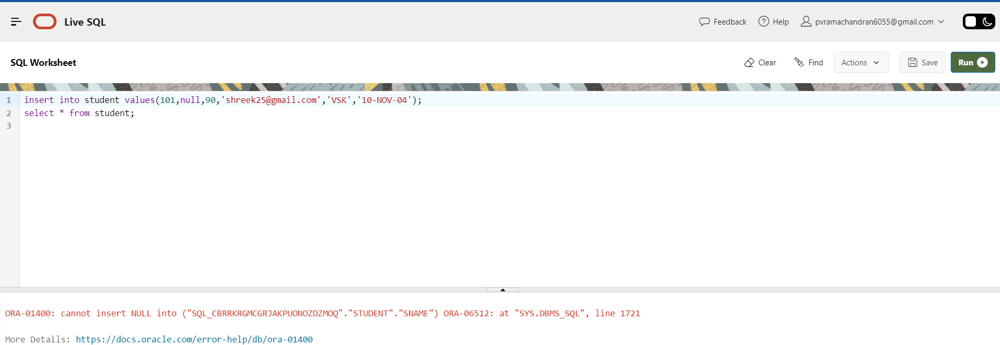 Live SQL
Feedback Help pvramachandran6055@gmail.com
SQL Worksheet
Clear Find Actions Save Run
1 insert into student values(101,null,90,'shreek25@gmail.com','VSK','10-NOV-04');
2 select * from student;
3
ORA-01400: cannot insert NULL into ("SQL_CBRRKRGMCGRJAKPUONOZDZMOQ"."STUDENT"."SNAME") ORA-06512: at "SYS.DBMS_SQL", line 1721
More Details: https://docs.oracle.com/error-help/db/ora-01400